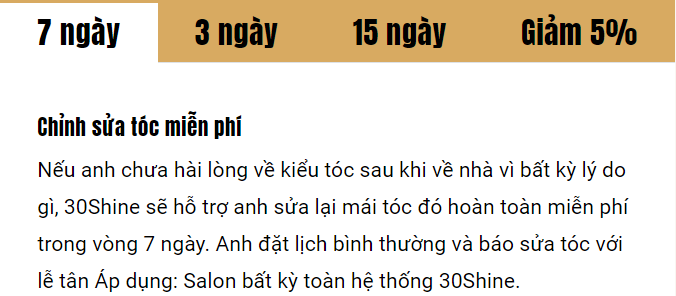 7 ngày 3 ngày 15 ngày Giảm 5%
Chỉnh sửa tóc miễn phí
Nếu anh chưa hài lòng về kiểu tóc sau khi về nhà vì bất kỳ lý do
gì, 30Shine sẽ hỗ trợ anh sửa lại mái tóc đó hoàn toàn miễn phí
trong vòng 7 ngày. Anh đặt lịch bình thường và báo sửa tóc với
lễ tân Áp dụng: Salon bất kỳ toàn hệ thống 30Shine.